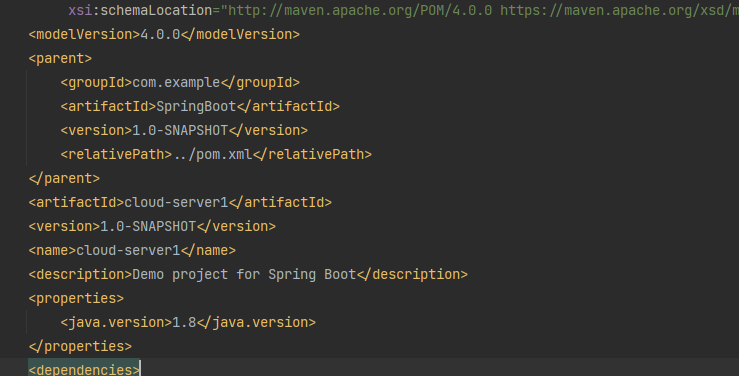 xsi:schemaLocation="http://maven.apache.org/POM/4.0.0 https://maven.apache.org/xsd/m
<modelVersion>4.0.0</modelVersion>
<parent>
<groupId>com.example</groupId>
<artifactId>SpringBoot</artifactId>
<version>1.0-SNAPSHOT</version>
<relativePath>../pom.xml</relativePath>
</parent>
<artifactId>cloud-server1</artifactId>
<version>1.0-SNAPSHOT</version>
<name>cloud-server1</name>
<description>Demo project for Spring Boot</description>
<properties>
<java.version>1.8</java.version>
</properties>
<dependencies>